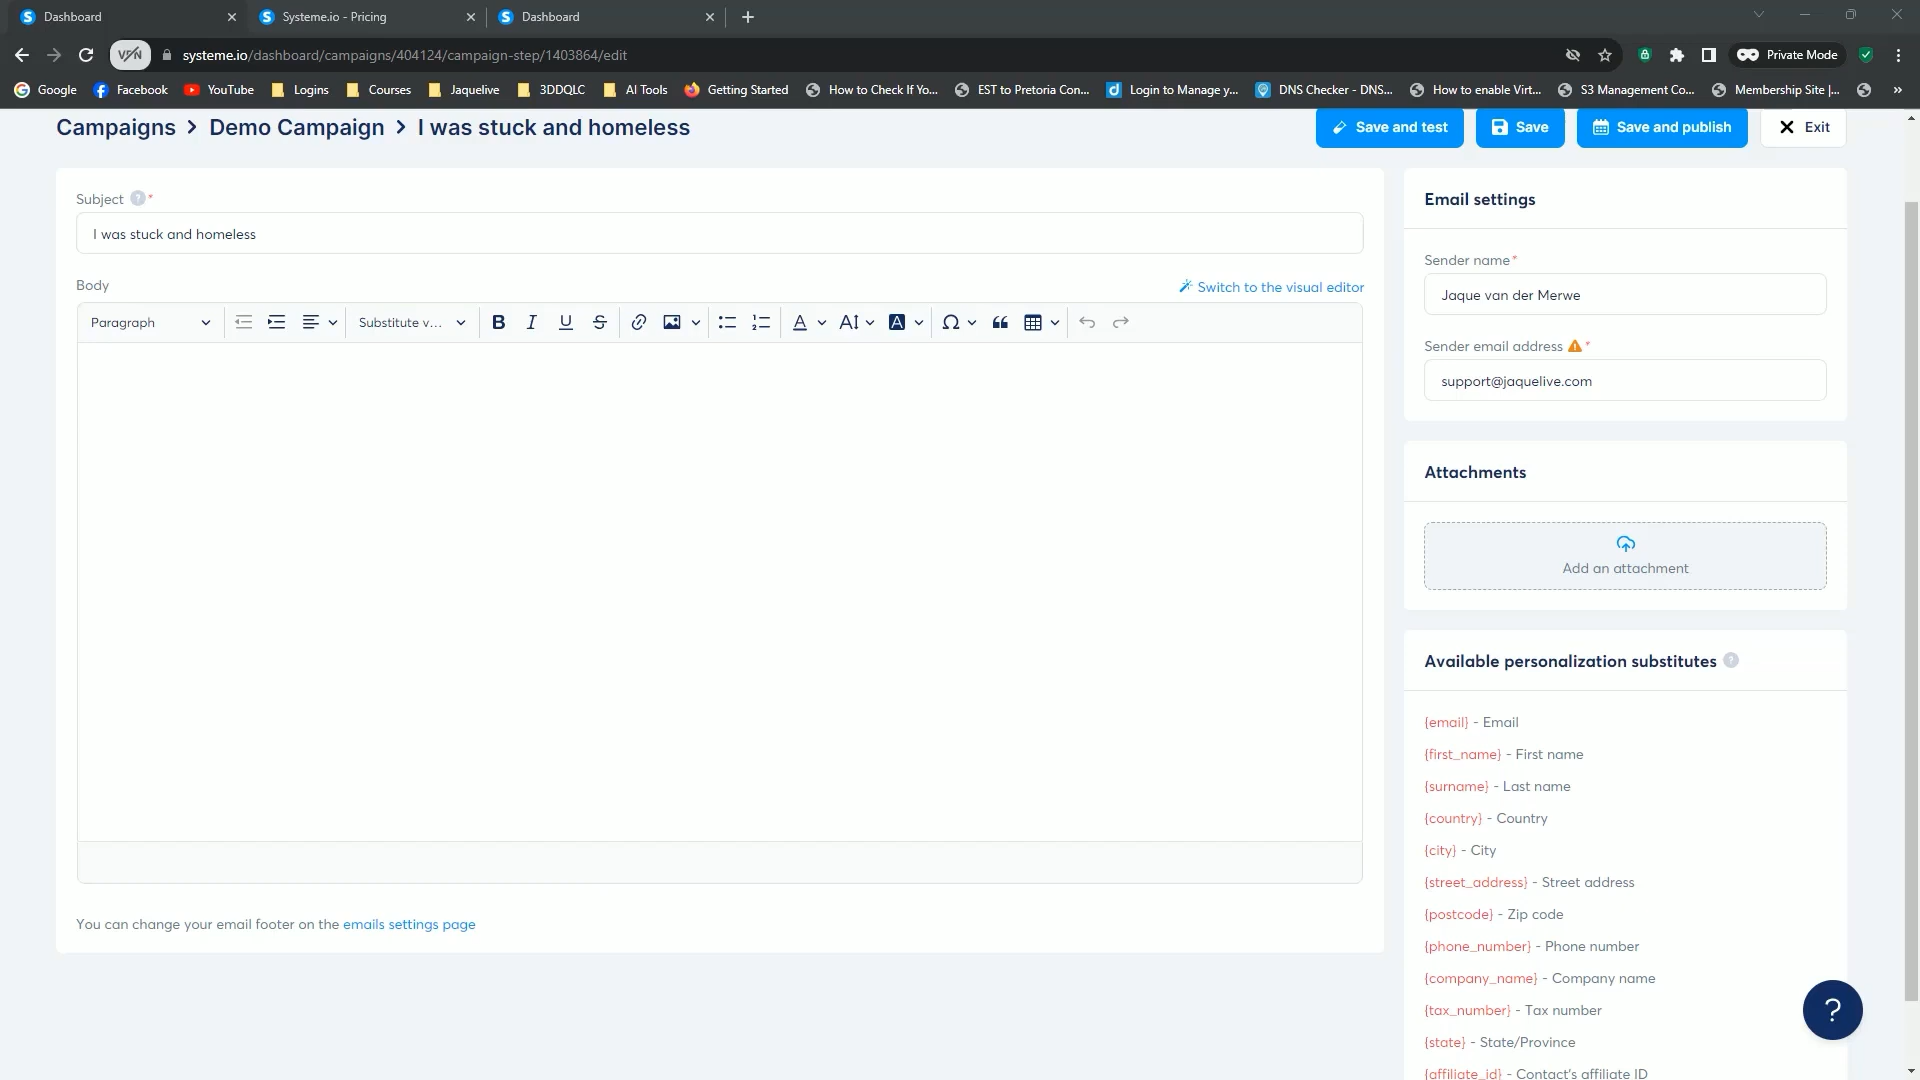 Dashboard
Systeme.io - Pricing
Dashboard
VPN
systeme.io/dashboard/campaigns/404124/campaign-step/1403864/edit
Private Mode
Google
Facebook
YouTube
Logins
Courses
Jaquelive
3DDQLC
AI Tools
Getting Started
How to Check If Yo...
EST to Pretoria Con...
Login to Manage y...
DNS Checker - DNS...
How to enable Virt...
S3 Management Co...
Membership Site |...
»
Campaigns > Demo Campaign > I was stuck and homeless
Save and test
Save
Save and publish
Exit
Subject ? *
I was stuck and homeless
Body
Switch to the visual editor
Paragraph
Substitute v...
B I U S
A AI A Ω
Email settings
Sender name*
Jaque van der Merwe
Sender email address *
support@jaquelive.com
Attachments
Add an attachment
Available personalization substitutes ?
{email} - Email
{first_name} - First name
{surname} - Last name
{country} - Country
{city} - City
{street_address} - Street address
{postcode} - Zip code
{phone_number} - Phone number
{company_name} - Company name
{tax_number} - Tax number
{state} - State/Province
{affiliate_id} - Contact's affiliate ID
You can change your email footer on the emails settings page
?